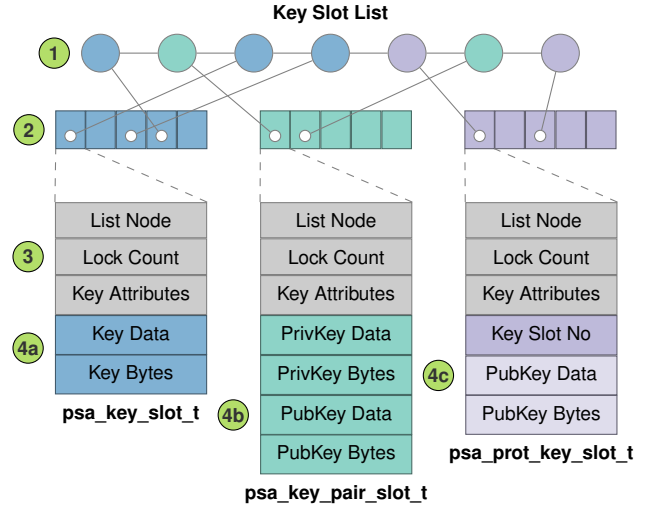 Key Slot List
1
2
3
List Node
Lock Count
Key Attributes
4a
Key Data
Key Bytes
psa_key_slot_t
List Node
Lock Count
Key Attributes
PrivKey Data
PrivKey Bytes
4b
PubKey Data
PubKey Bytes
psa_key_pair_slot_t
List Node
Lock Count
Key Attributes
Key Slot No
4c
PubKey Data
PubKey Bytes
psa_prot_key_slot_t